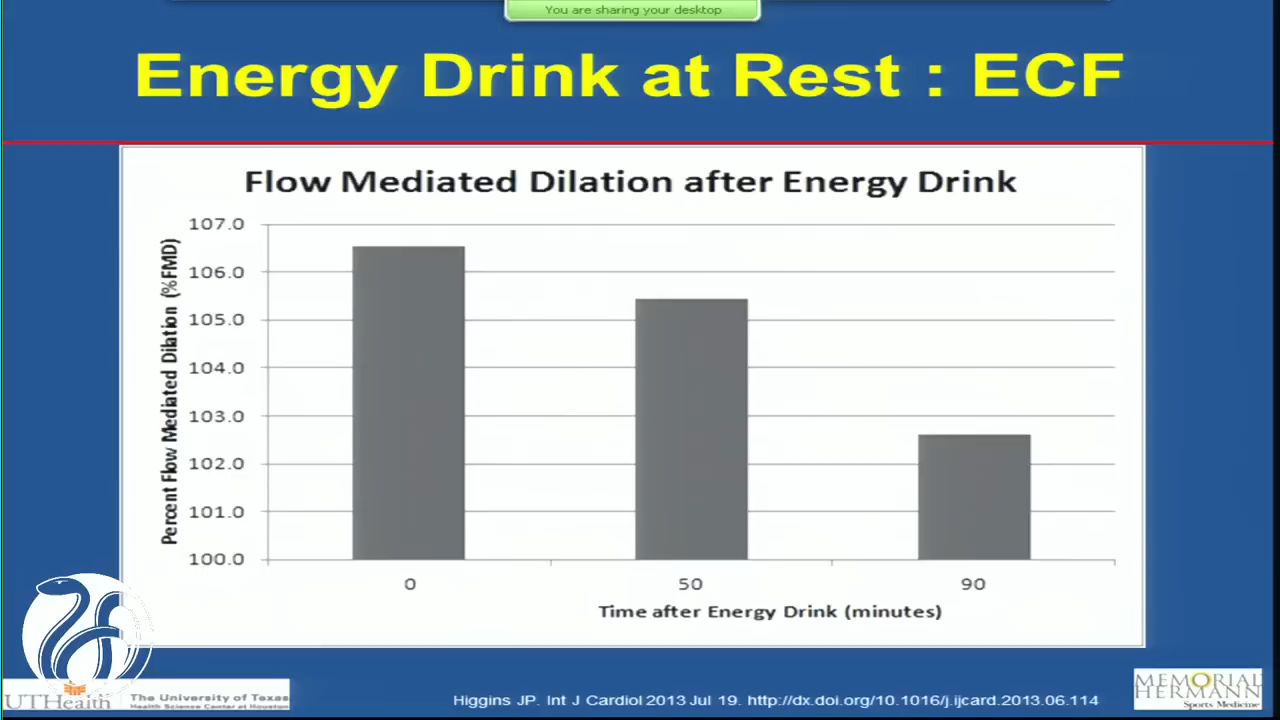 You are sharing your desktop
Energy Drink at Rest : ECF
Flow Mediated Dilation after Energy Drink
Percent Flow Mediated Dilation (%FMD)
107.0
106.0
105.0
104.0
103.0
102.0
101.0
100.0
0 50 90
Time after Energy Drink (minutes)
UTHealth
The University of Texas
Health Science Center at Houston
Higgins JP. Int J Cardiol 2013 Jul 19. http://dx.doi.org/10.1016/j.ijcard.2013.06.114
MEMORIAL
HERMANN
Sports Medicine